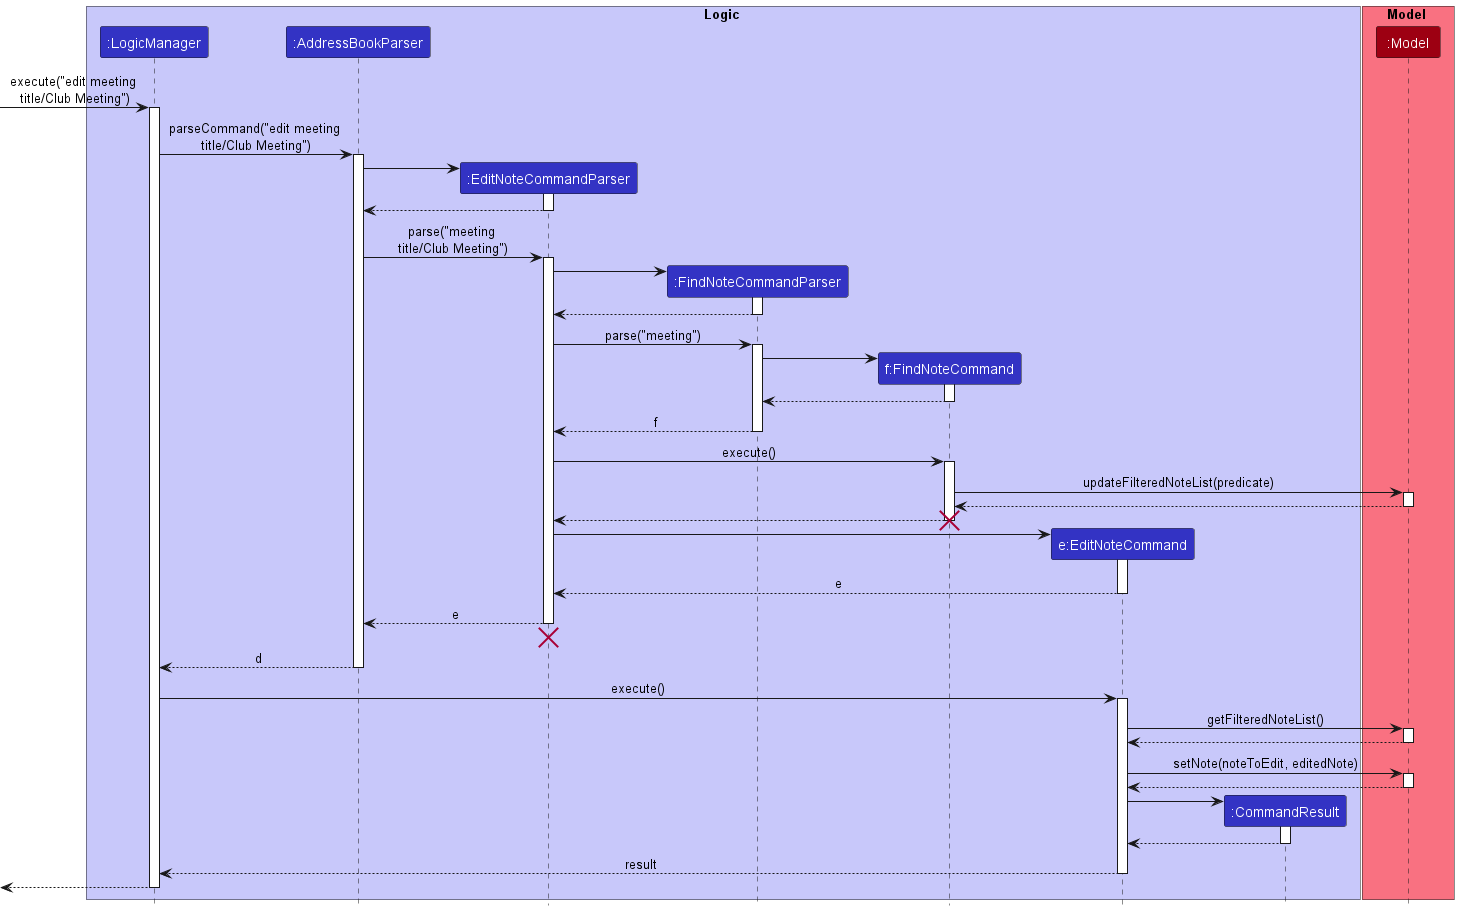 Logic
Model
:LogicManager
:AddressBookParser
:Model
execute("edit meeting
title/Club Meeting")
parseCommand("edit meeting
title/Club Meeting")
:EditNoteCommandParser
parse("meeting
title/Club Meeting")
:FindNoteCommandParser
parse("meeting")
f:FindNoteCommand
f
execute()
updateFilteredNoteList(predicate)
e:EditNoteCommand
e
e
d
execute()
getFilteredNoteList()
setNote(noteToEdit, editedNote)
:CommandResult
result